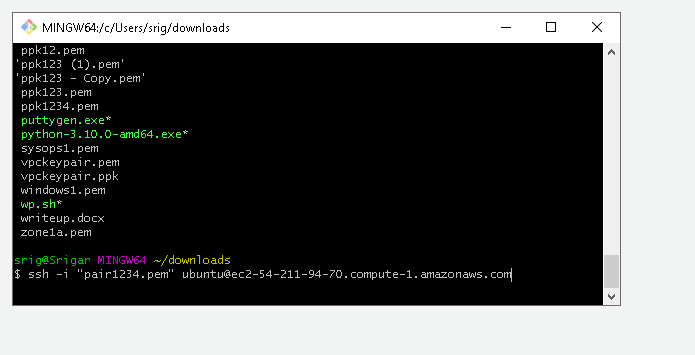 MINGW64:/c/Users/srig/downloads
ppk12.pem
'ppk123 (1).pem'
'ppk123 - Copy.pem'
ppk123.pem
ppk1234.pem
puttygen.exe*
python-3.10.0-amd64.exe*
sysops1.pem
vpckeypair.pem
vpckeypair.ppk
windows1.pem
wp.sh*
writeup.docx
zone1a.pem
srig@Srigar MINGW64 ~/downloads
$ ssh -i "pair1234.pem" ubuntu@ec2-54-211-94-70.compute-1.amazonaws.com